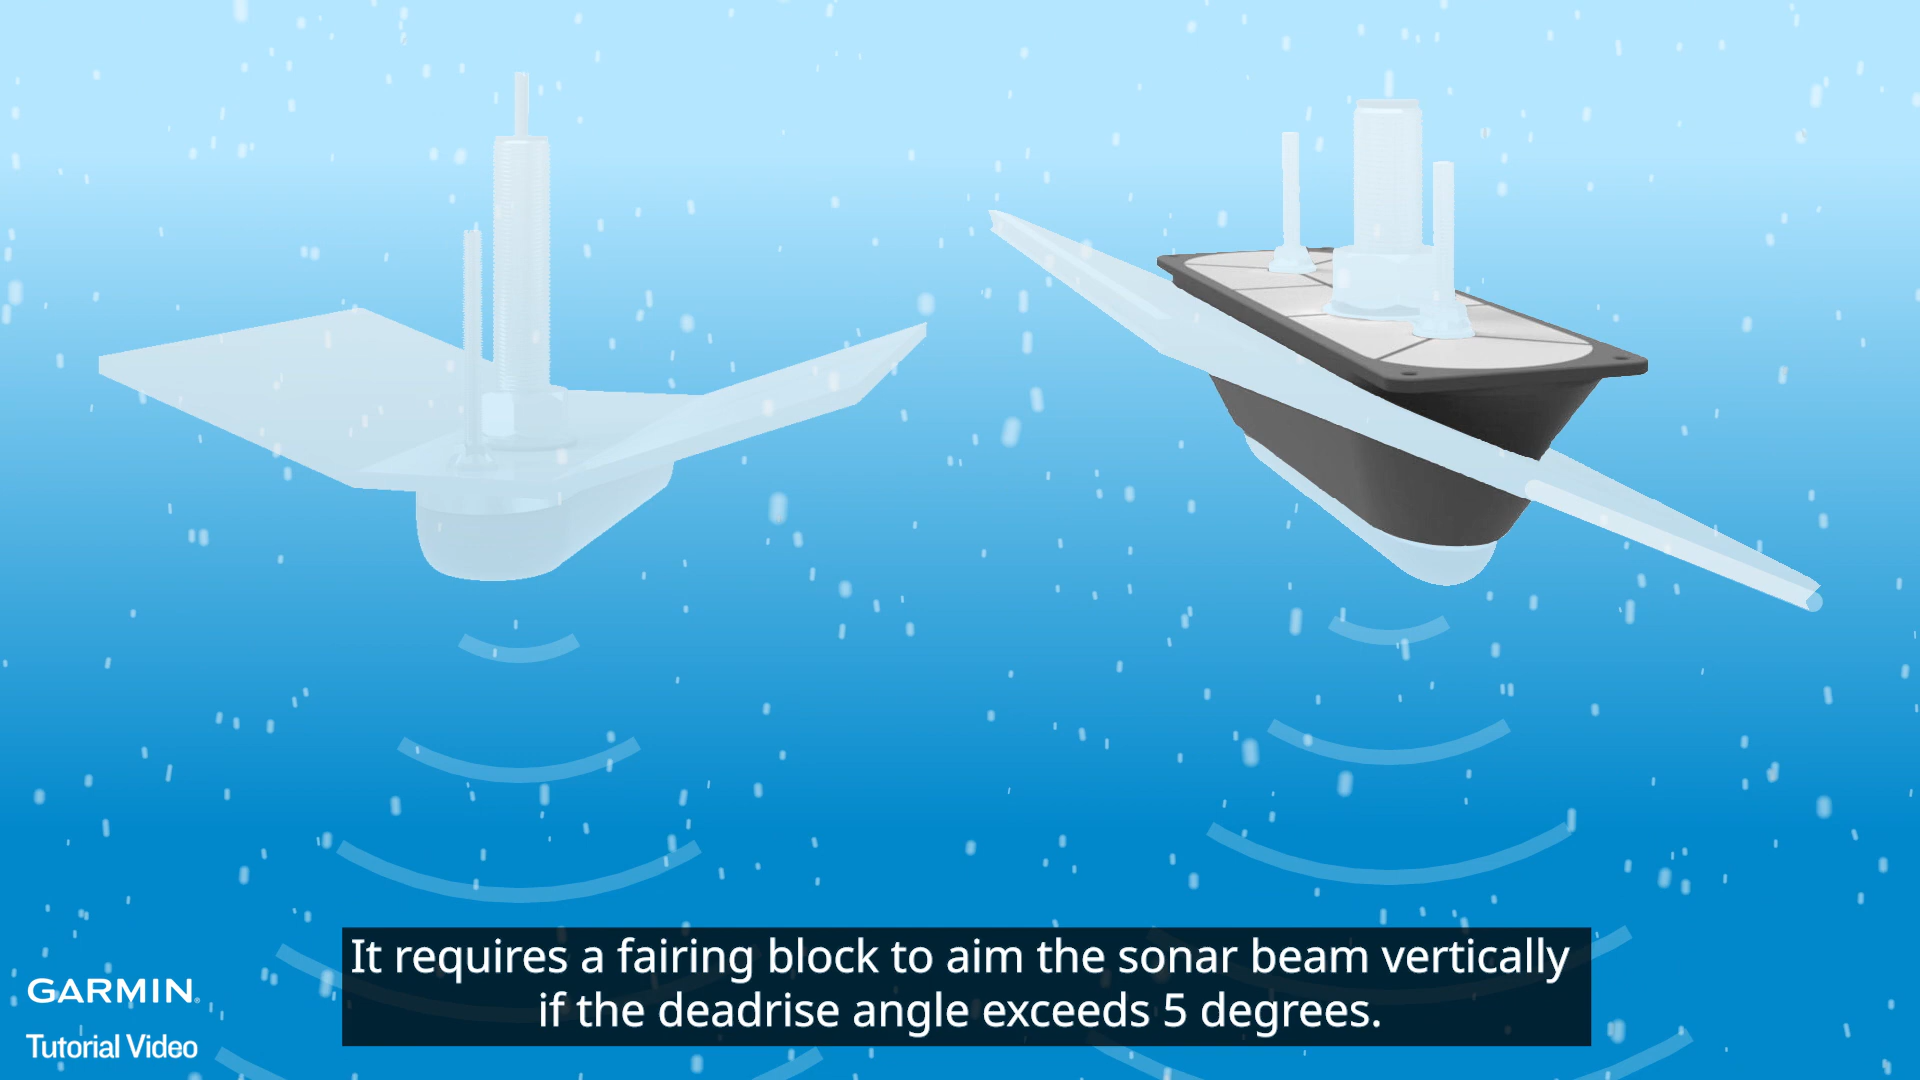 It requires a fairing block to aim the sonar beam vertically
if the deadrise angle exceeds 5 degrees.
GARMIN
Tutorial Video